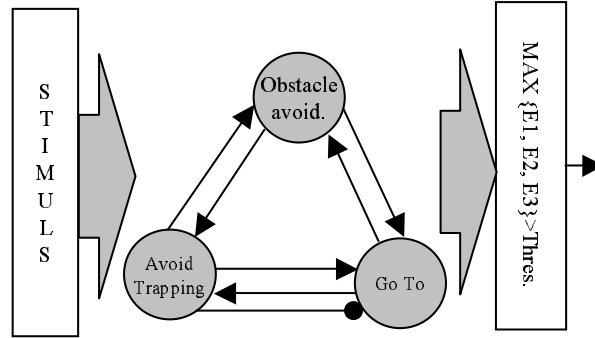 S
T
I
M
U
L
S
Obstacle
avoid.
Avoid
Trapping
Go To
MAX {E1, E2, E3}>Thres.